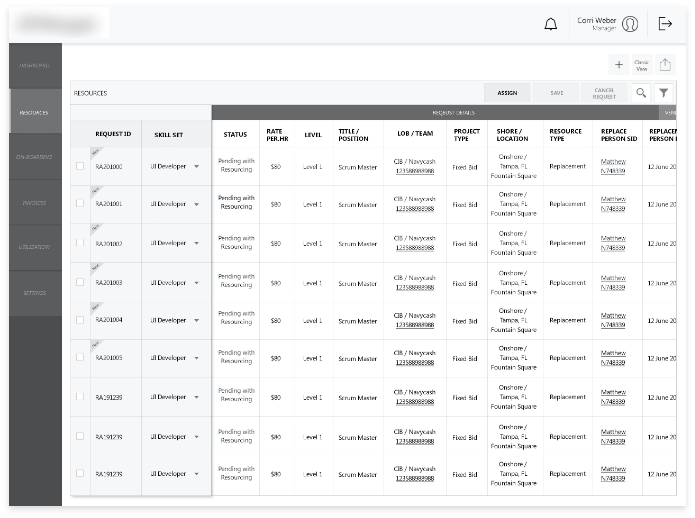 Corri Weber
Manager
DASHBOARD
RESOURCES
ON-BOARDING
INVOICES
UTILIZATION
SETTINGS
+
Classic
View
RESOURCES
ASSIGN
SAVE
CANCEL
REQUEST
REQEUST DETAILS
REQUEST ID
SKILL SET
STATUS
RATE
PER.HR
LEVEL
TITLE /
POSITION
LOB / TEAM
PROJECT
TYPE
SHORE /
LOCATION
RESOURCE
TYPE
REPLACE
PERSON SID
RA201000 UI Developer Pending with Resourcing $80 Level 1 Scrum Master CIB / Navycash 123588988988 Fixed Bid Onshore / Tampa, FL Fountain Square Replacement Matthew N748339 12 June 20
RA201001 UI Developer Pending with Resourcing $80 Level 1 Scrum Master CIB / Navycash 123588988988 Fixed Bid Onshore / Tampa, FL Fountain Square Replacement Matthew N748339 12 June 20
RA201002 UI Developer Pending with Resourcing $80 Level 1 Scrum Master CIB / Navycash 123588988988 Fixed Bid Onshore / Tampa, FL Fountain Square Replacement Matthew N748339 12 June 20
RA201003 UI Developer Pending with Resourcing $80 Level 1 Scrum Master CIB / Navycash 123588988988 Fixed Bid Onshore / Tampa, FL Fountain Square Replacement Matthew N748339 12 June 20
RA201004 UI Developer Pending with Resourcing $80 Level 1 Scrum Master CIB / Navycash 123588988988 Fixed Bid Onshore / Tampa, FL Fountain Square Replacement Matthew N748339 12 June 20
RA201005 UI Developer Pending with Resourcing $80 Level 1 Scrum Master CIB / Navycash 123588988988 Fixed Bid Onshore / Tampa, FL Fountain Square Replacement Matthew N748339 12 June 20
RA191239 UI Developer Pending with Resourcing $80 Level 1 Scrum Master CIB / Navycash 123588988988 Fixed Bid Onshore / Tampa, FL Fountain Square Replacement Matthew N748339 12 June 20
RA191239 UI Developer Pending with Resourcing $80 Level 1 Scrum Master CIB / Navycash 123588988988 Fixed Bid Onshore / Tampa, FL Fountain Square Replacement Matthew N748339 12 June 20
RA191239 UI Developer Pending with Resourcing $80 Level 1 Scrum Master CIB / Navycash 123588988988 Fixed Bid Onshore / Tampa, FL Fountain Square Replacement Matthew N748339 12 June 20